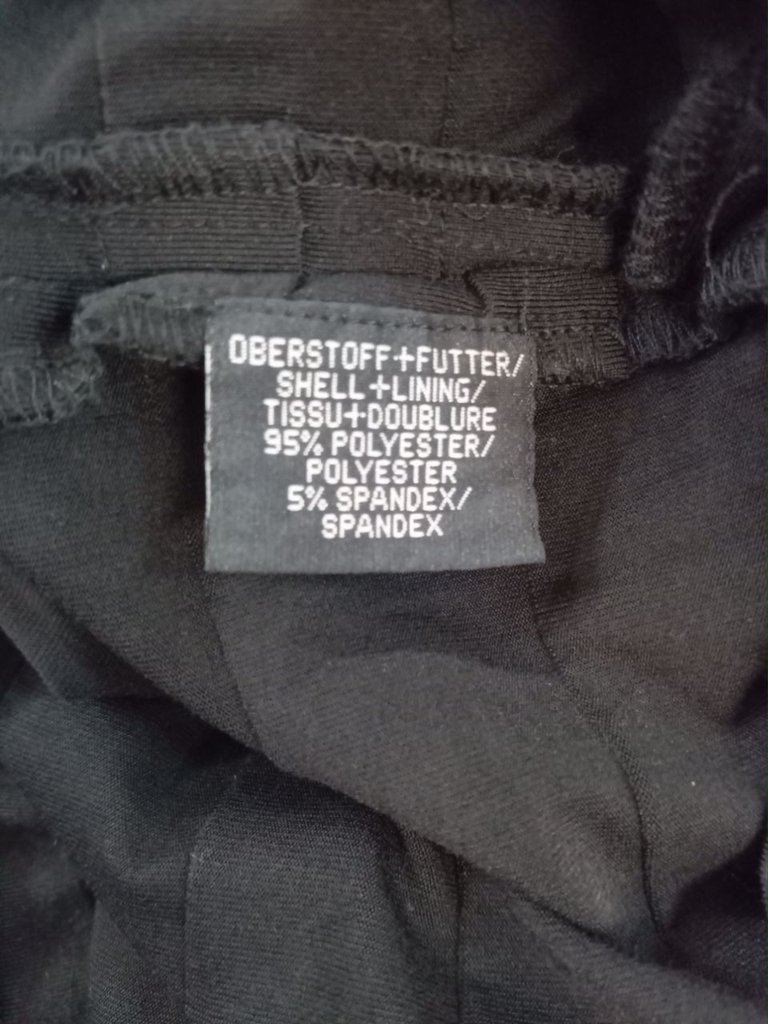 OBERSTOFF+FUTTER/
SHELL+LINING/
TISSU+DOUBLURE
95% POLYESTER/
POLYESTER
5% SPANDEX/
SPANDEX